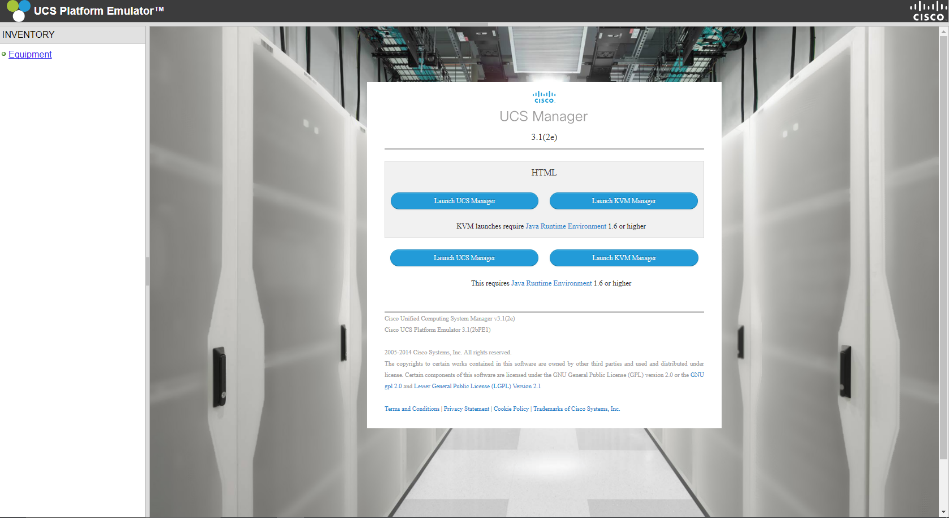 UCS Platform Emulator™
CISCO
INVENTORY
Equipment
CISCO
UCS Manager
3.1(2e)
HTML
Launch UCS Manager
Launch KVM Manager
KVM launches require Java Runtime Environment 1.6 or higher
Launch UCS Manager
Launch KVM Manager
This requires Java Runtime Environment 1.6 or higher
Cisco Unified Computing System Manager v3.1(2e)
Cisco UCS Platform Emulator 3.1(2bPE1)
2005-2014 Cisco Systems, Inc. All rights reserved.
The copyrights to certain works contained in this software are owned by other third parties and used and distributed under
license. Certain components of this software are licensed under the GNU General Public License (GPL) version 2.0 or the GNU
gpl 2.0 and Lesser General Public License (LGPL) Version 2.1
Terms and Conditions | Privacy Statement | Cookie Policy | Trademarks of Cisco Systems, Inc.